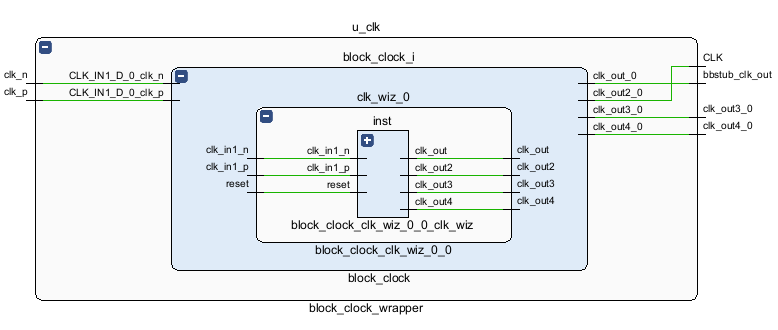 u_clk
block_clock_i
CLK
clk_n CLK_IN1_D_0_clk_n clk_out_0 bbstub_clk_out
clk_p CLK_IN1_D_0_clk_p clk_out2_0
clk_wiz_0 clk_out3_0 clk_out3_0
inst clk_out4_0 clk_out4_0
clk_in1_n clk_in1_n clk_out clk_out
clk_in1_p clk_in1_p clk_out2 clk_out2
reset reset clk_out3 clk_out3
clk_out4 clk_out4
block_clock_clk_wiz_0_0_clk_wiz
block_clock_clk_wiz_0_0
block_clock
block_clock_wrapper